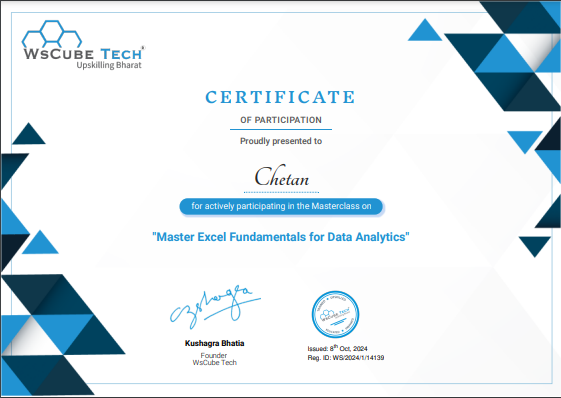 WsCube Tech®
Upskilling Bharat
CERTIFICATE
OF PARTICIPATION
Proudly presented to
Chetan
for actively participating in the Masterclass on
"Master Excel Fundamentals for Data Analytics"
Kushagra Bhatia
Founder
WsCube Tech
WsCube Tech
Issued: 8th Oct, 2024
Reg. ID: WS/2024/1/14139